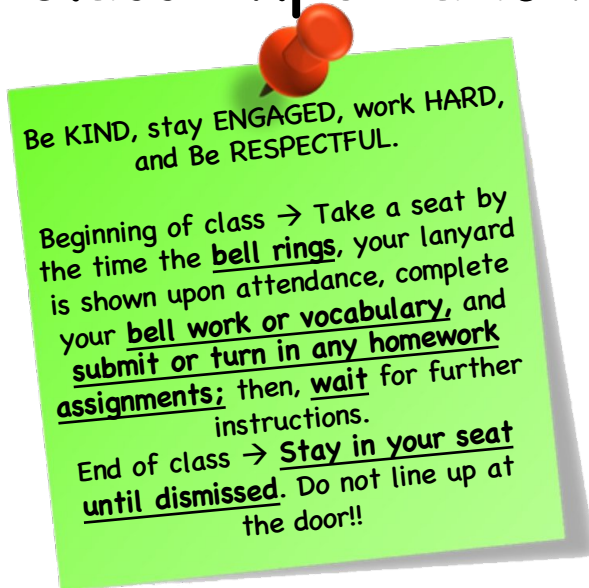 Be KIND, stay ENGAGED, work HARD,
and Be RESPECTFUL.
Beginning of class → Take a seat by
the time the bell rings, your lanyard
is shown upon attendance, complete
your bell work or vocabulary, and
submit or turn in any homework
assignments; then, wait for further
instructions.
End of class → Stay in your seat
until dismissed. Do not line up at
the door!!